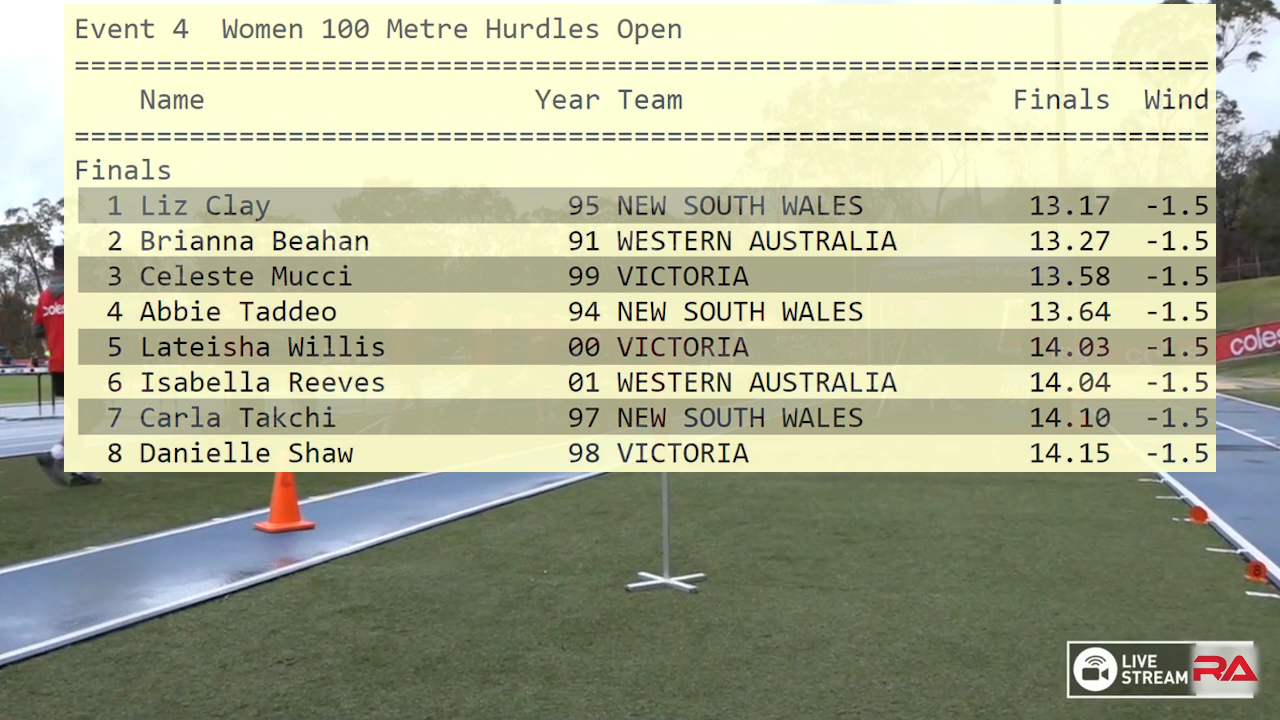 Event 4 Women 100 Metre Hurdles Open
=====================================================================
Name Year Team Finals Wind
=====================================================================
Finals
1 Liz Clay 95 NEW SOUTH WALES 13.17 -1.5
2 Brianna Beahan 91 WESTERN AUSTRALIA 13.27 -1.5
3 Celeste Mucci 99 VICTORIA 13.58 -1.5
4 Abbie Taddeo 94 NEW SOUTH WALES 13.64 -1.5
5 Lateisha Willis 00 VICTORIA 14.03 -1.5
6 Isabella Reeves 01 WESTERN AUSTRALIA 14.04 -1.5
7 Carla Takchi 97 NEW SOUTH WALES 14.10 -1.5
8 Danielle Shaw 98 VICTORIA 14.15 -1.5
coles
LIVE
STREAM RA